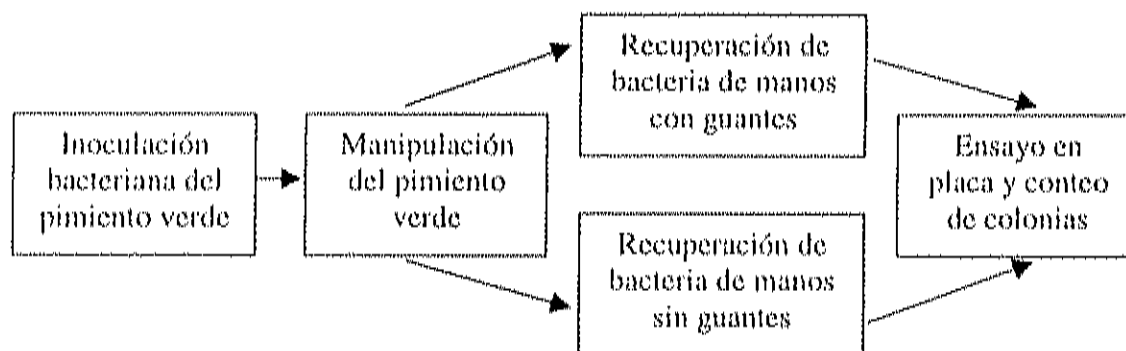 Inoculación
bacteriana del
pimiento verde
Manipulación
del pimiento
verde
Recuperación de
bacteria de manos
con guantes
Recuperación de
bacteria de manos
sin guantes
Ensayo en
placa y conteo
de colonias